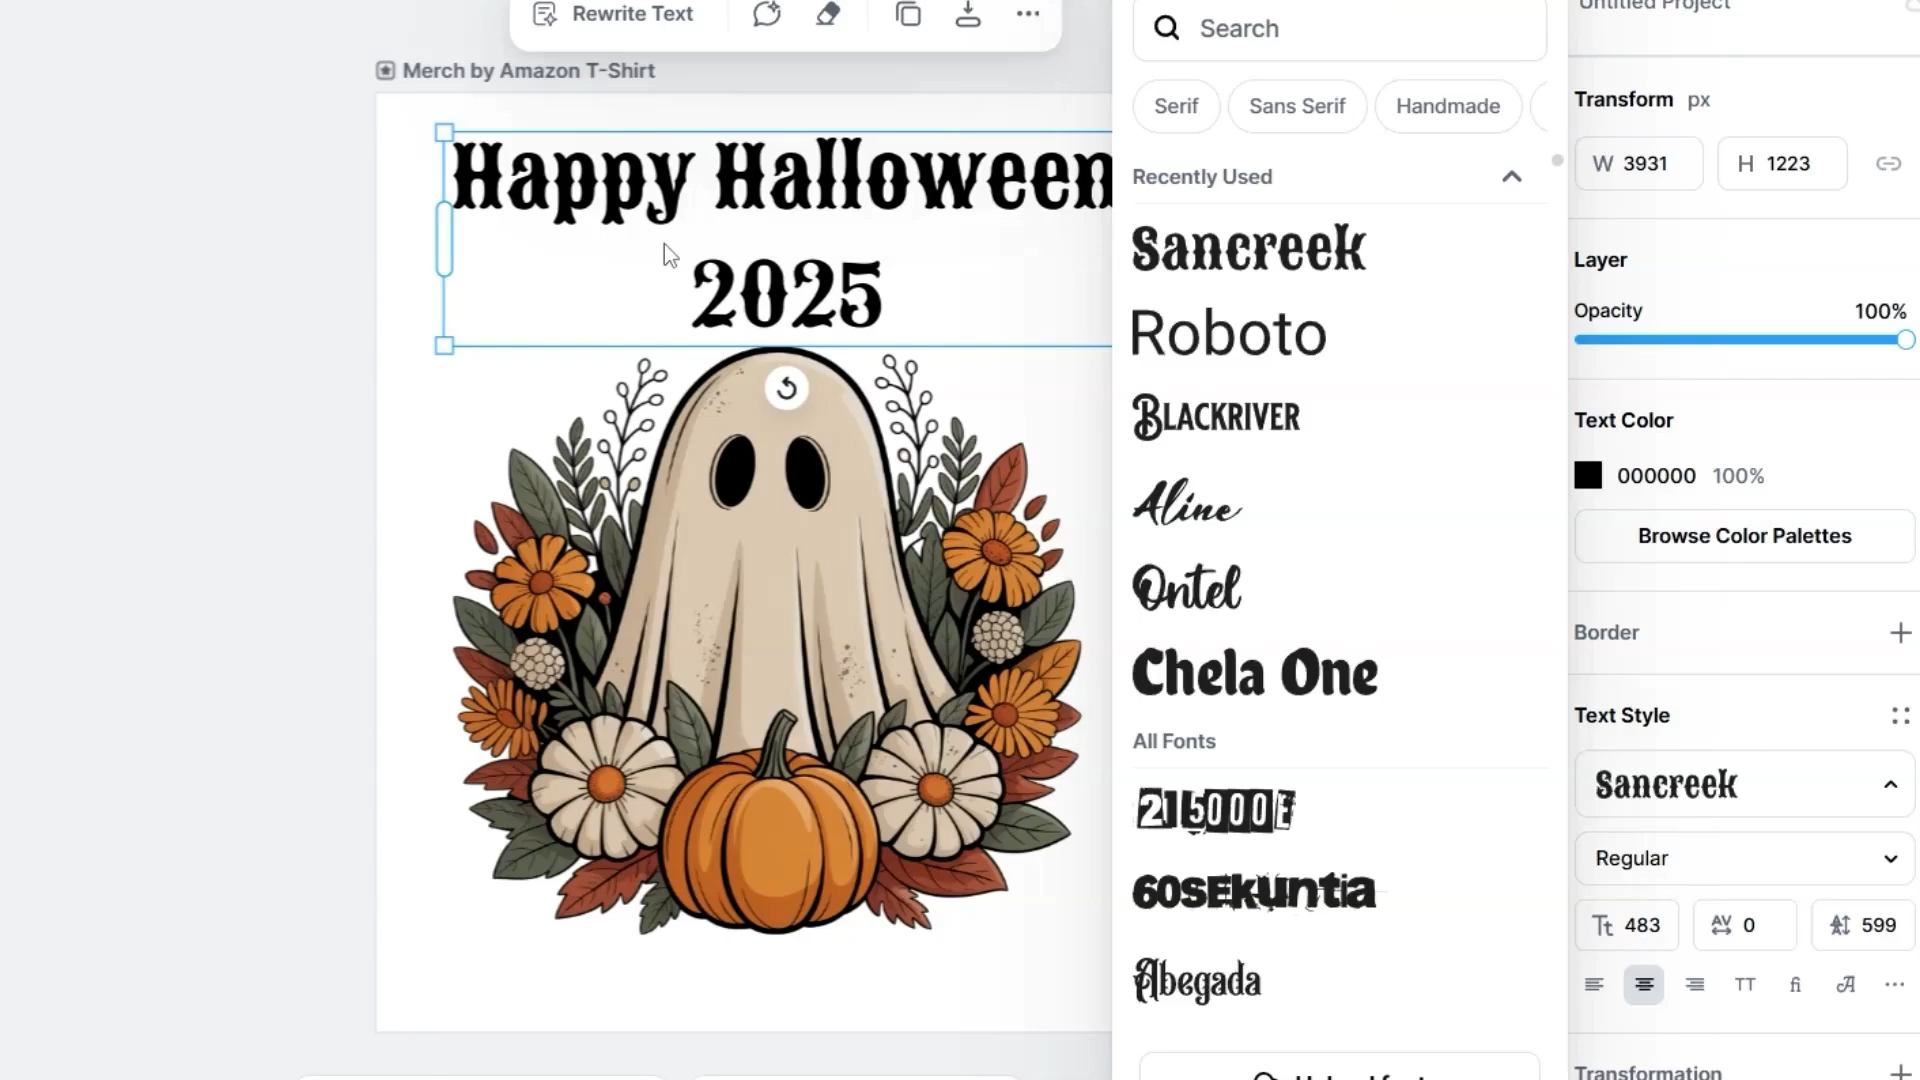 Rewrite Text
Merch by Amazon T-Shirt
Happy Halloween
2025
Search
Serif
Sans Serif
Handmade
Recently Used
Sancreek
Roboto
BLACKRIVER
Aline
Ontel
Chela One
All Fonts
215000E
60SEKUNTIA
Abegada
Untitled Project
Transform px
W 3931
H 1223
Layer
Opacity 100%
Text Color
000000 100%
Browse Color Palettes
Border
Text Style
Sancreek
Regular
Tt 483
AV 0
599
Transformation